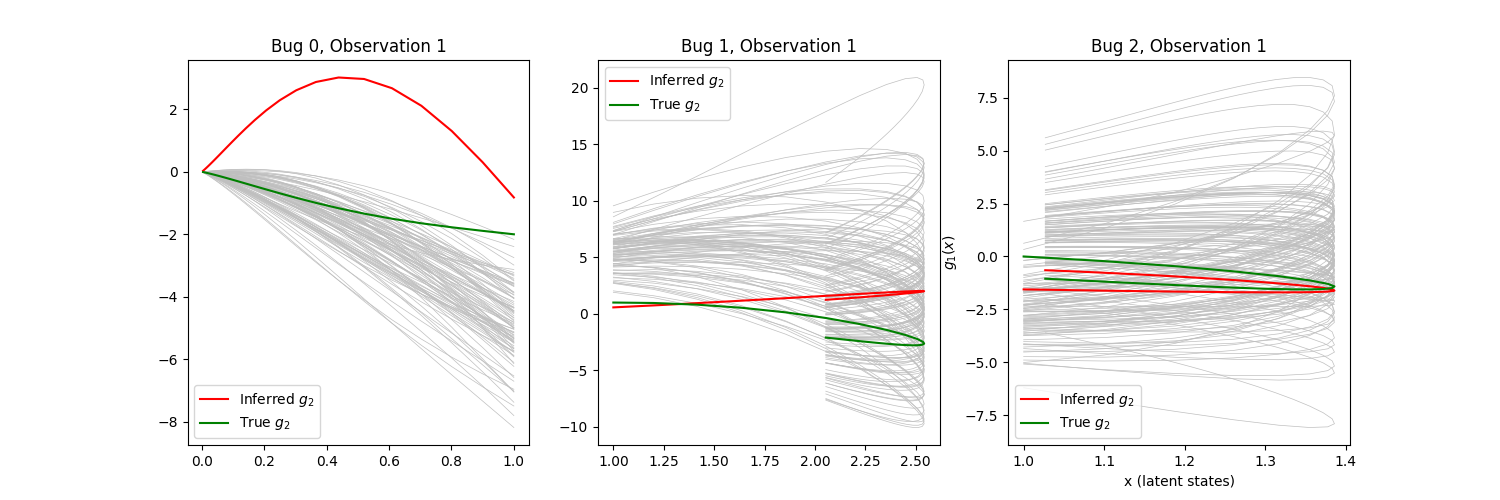 Bug 0, Observation 1
2
0
−2
−4
−6
−8
0.0 0.2 0.4 0.6 0.8 1.0
Inferred g₂
True g₂
Bug 1, Observation 1
20
15
10
5
0
−5
−10
1.00 1.25 1.50 1.75 2.00 2.25 2.50
Inferred g₂
True g₂
Bug 2, Observation 1
g₁(x)
7.5
5.0
2.5
0.0
−2.5
−5.0
−7.5
1.0 1.1 1.2 1.3 1.4
x (latent states)
Inferred g₂
True g₂